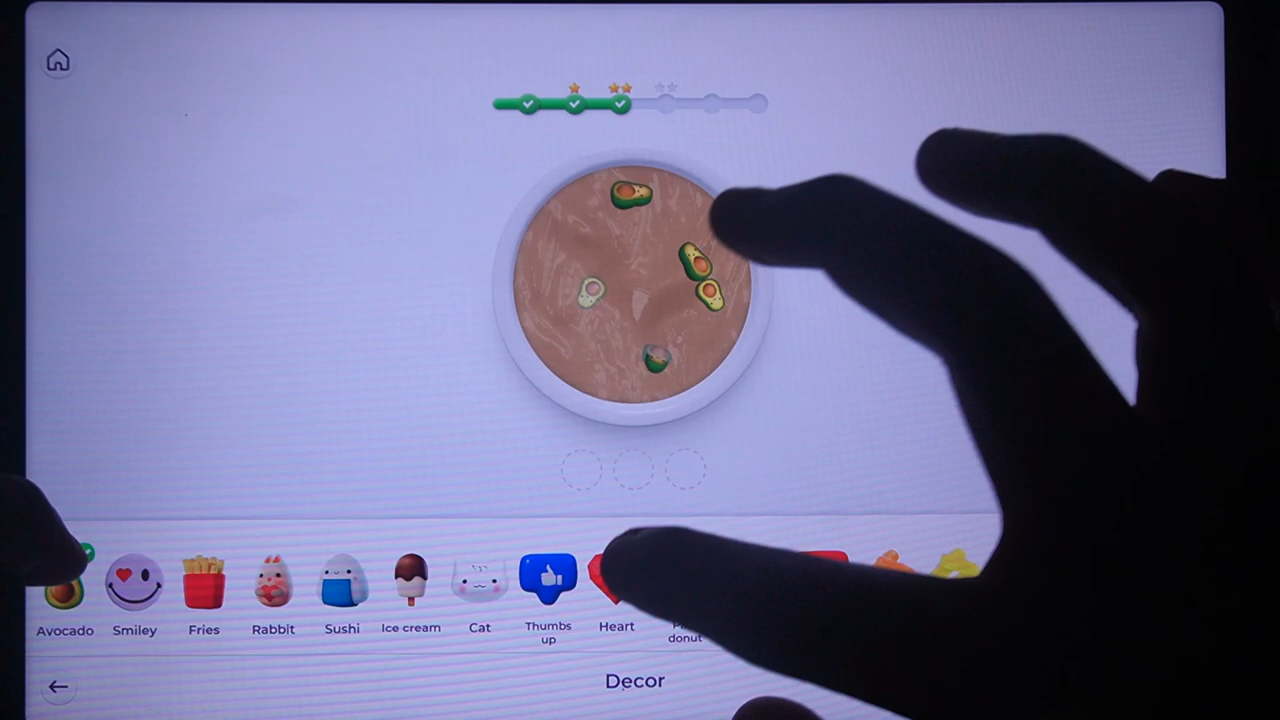 Avocado
Smiley
Fries
Rabbit
Sushi
Ice cream
Cat
Thumbs
up
Heart
donut
Decor